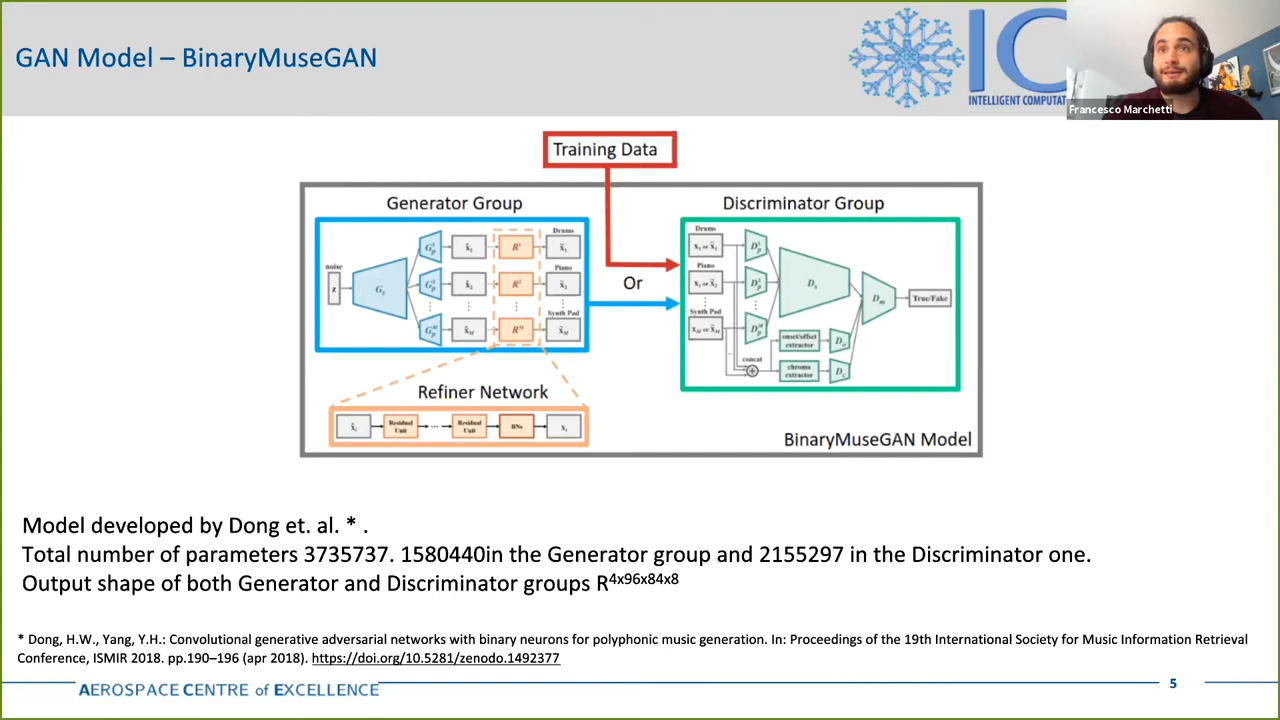 GAN Model – BinaryMuseGAN
IC
INTELLIGENT COMPUTAT
Francesco Marchetti
Training Data
Generator Group
Discriminator Group
noise
z
Drums
Piano
Synth Pad
Or
Drums
Piano
Synth Pad
concat
onset/offset
extractor
chroma
extractor
True/Fake
Refiner Network
Residual
Unit
...
Residual
Unit
BNs
BinaryMuseGAN Model
Model developed by Dong et. al. * .
Total number of parameters 3735737. 1580440in the Generator group and 2155297 in the Discriminator one.
Output shape of both Generator and Discriminator groups R4x96x84x8
* Dong, H.W., Yang, Y.H.: Convolutional generative adversarial networks with binary neurons for polyphonic music generation. In: Proceedings of the 19th International Society for Music Information Retrieval
Conference, ISMIR 2018. pp.190–196 (apr 2018). https://doi.org/10.5281/zenodo.1492377
AEROSPACE CENTRE of EXCELLENCE
5